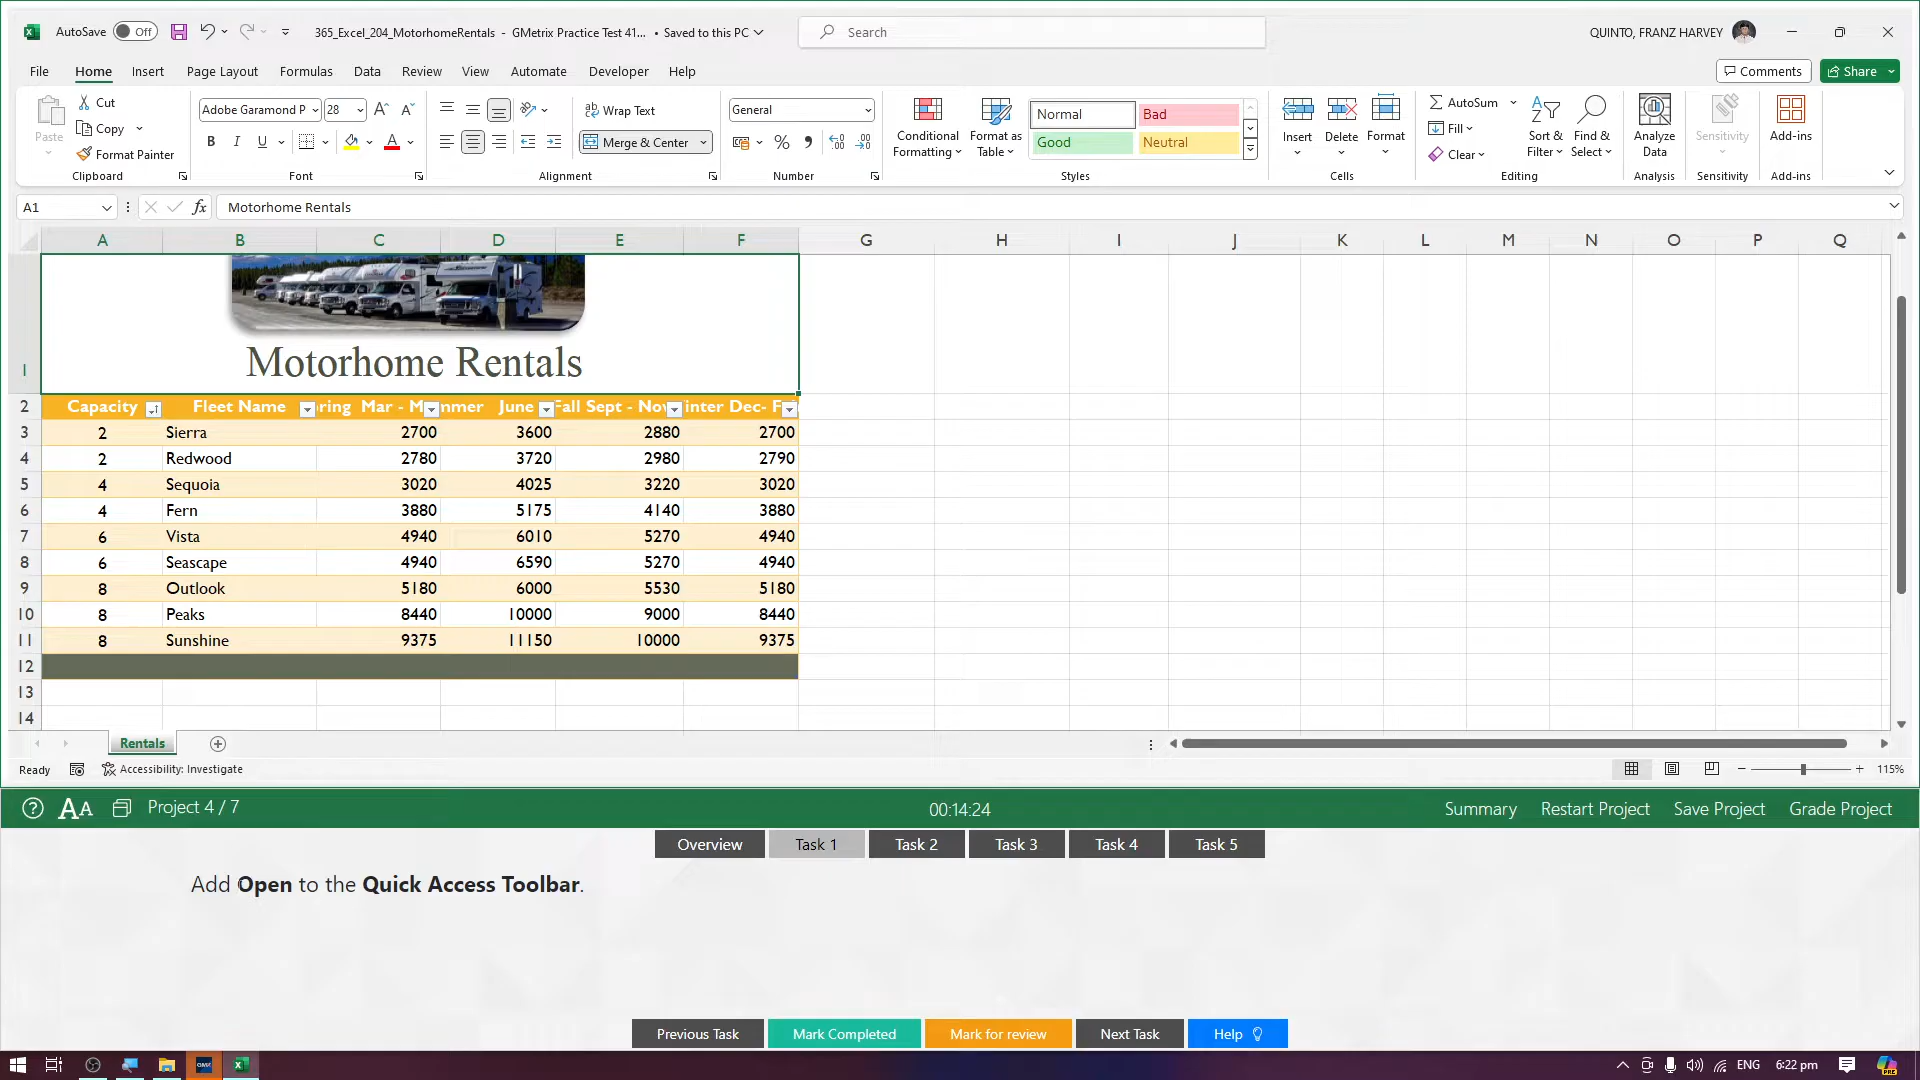 AutoSave Off 365_Excel_204_MotorhomeRentals - GMetrix Practice Test 41... • Saved to this PC Search QUINTO, FRANZ HARVEY
File Home Insert Page Layout Formulas Data Review View Automate Developer Help Comments Share
Paste Cut Copy Format Painter Clipboard
Adobe Garamond P 28 B I U Font
Wrap Text Merge & Center Alignment
General % Number
Conditional Formatting Format as Table Normal Bad Good Neutral Styles
Insert Delete Format Cells
AutoSum Fill Clear Sort & Filter Find & Select Editing
Analyze Data Analysis
Sensitivity Sensitivity
Add-ins Add-ins
A1 fx Motorhome Rentals
A B C D E F G H I J K L M N O P Q
1 Motorhome Rentals
2 Capacity Fleet Name oring Mar - M nmer June Fall Sept - Nov inter Dec- F
3 2 Sierra 2700 3600 2880 2700
4 2 Redwood 2780 3720 2980 2790
5 4 Sequoia 3020 4025 3220 3020
6 4 Fern 3880 5175 4140 3880
7 6 Vista 4940 6010 5270 4940
8 6 Seascape 4940 6590 5270 4940
9 8 Outlook 5180 6000 5530 5180
10 8 Peaks 8440 10000 9000 8440
11 8 Sunshine 9375 11150 10000 9375
12
13
14
Rentals
Ready Accessibility: Investigate 115%
AA Project 4 / 7 00:14:24 Summary Restart Project Save Project Grade Project
Overview Task 1 Task 2 Task 3 Task 4 Task 5
Add Open to the Quick Access Toolbar.
Previous Task Mark Completed Mark for review Next Task Help
ENG 6:22 pm